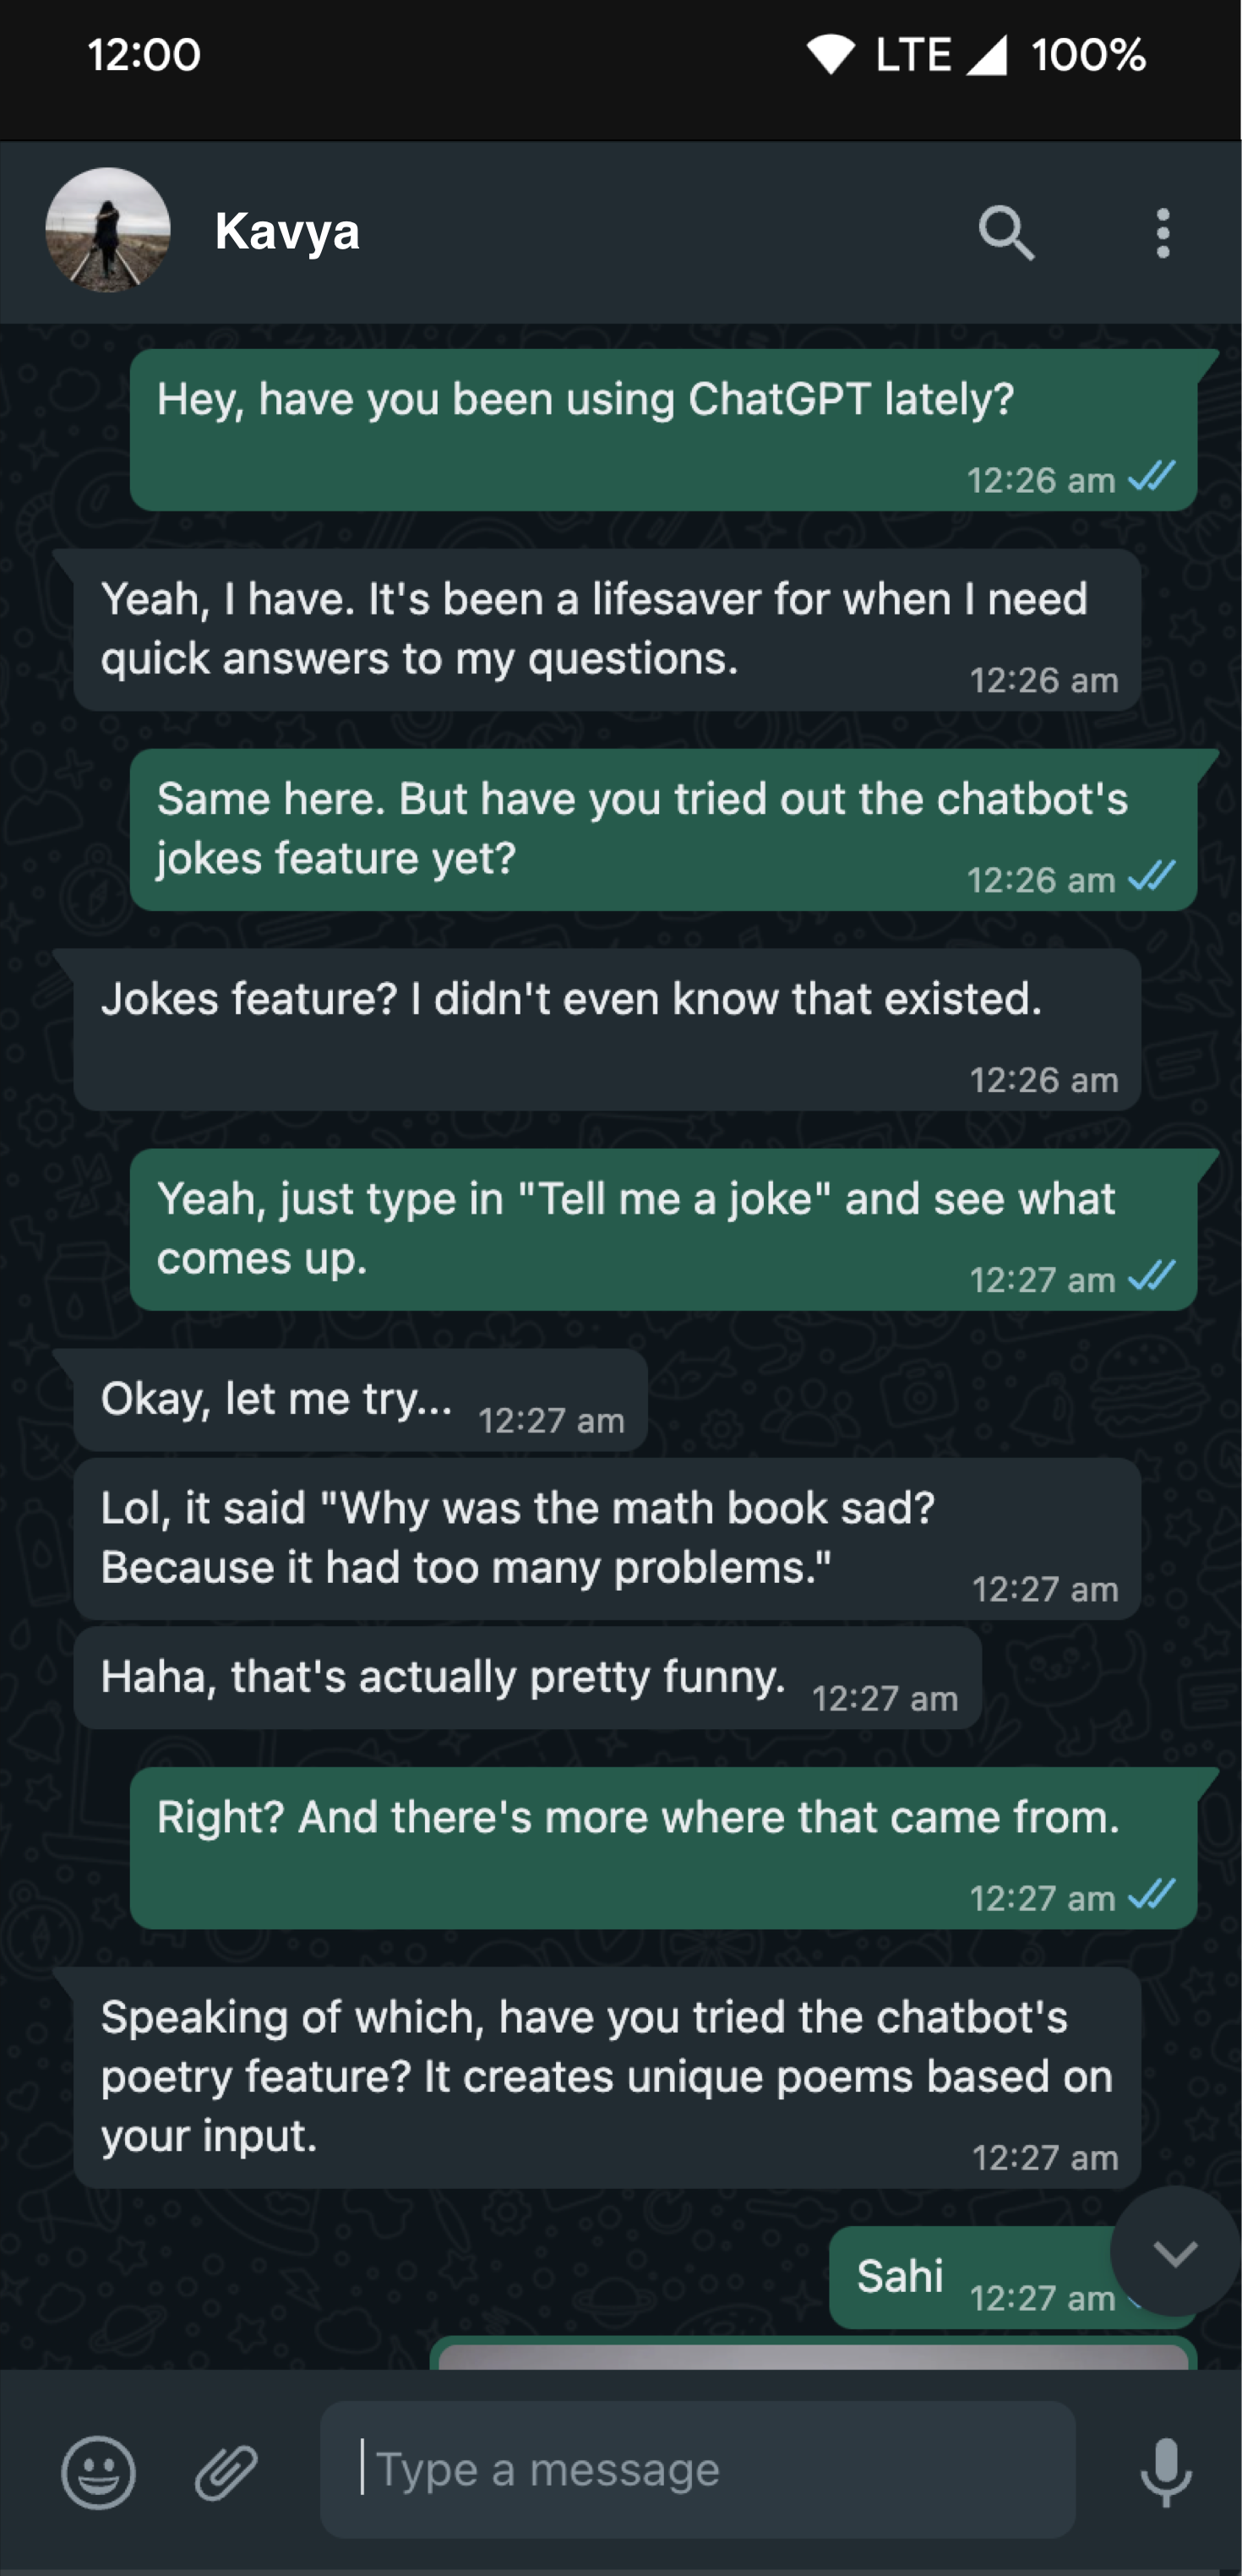 12:00 LTE 100%
Kavya
Hey, have you been using ChatGPT lately?
12:26 am
Yeah, I have. It's been a lifesaver for when I need
quick answers to my questions.
12:26 am
Same here. But have you tried out the chatbot's
jokes feature yet?
12:26 am
Jokes feature? I didn't even know that existed.
12:26 am
Yeah, just type in "Tell me a joke" and see what
comes up.
12:27 am
Okay, let me try... 12:27 am
Lol, it said "Why was the math book sad?
Because it had too many problems."
12:27 am
Haha, that's actually pretty funny. 12:27 am
Right? And there's more where that came from.
12:27 am
Speaking of which, have you tried the chatbot's
poetry feature? It creates unique poems based on
your input.
12:27 am
Sahi 12:27 am
Type a message